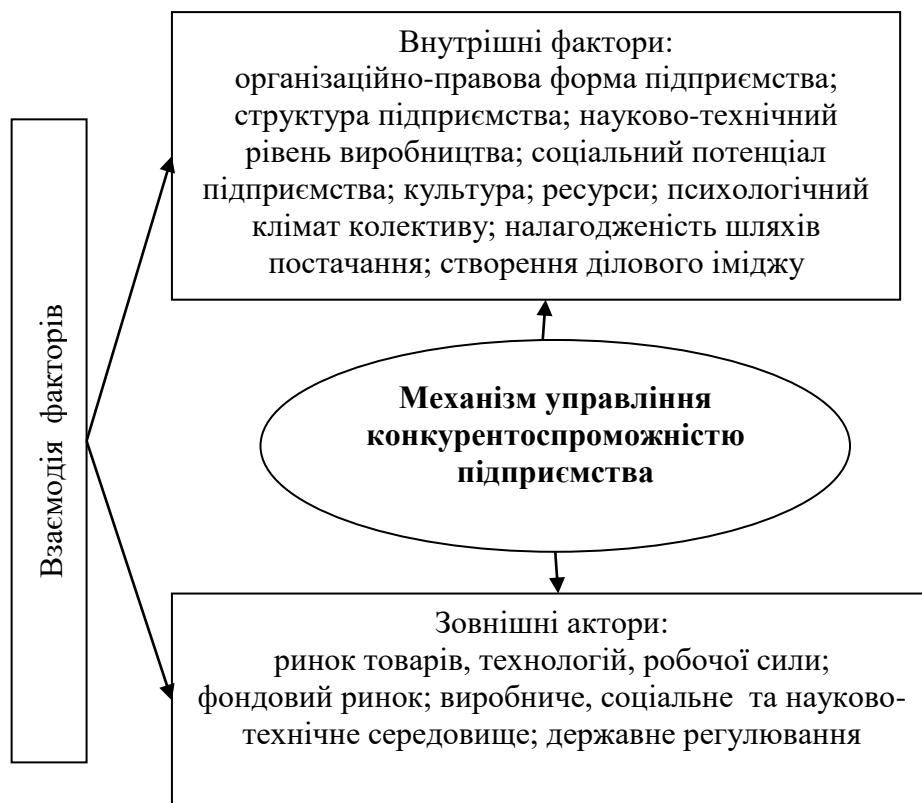 Внутрішні фактори:
організаційно-правова форма підприємства;
структура підприємства; науково-технічний
рівень виробництва; соціальний потенціал
підприємства; культура; ресурси; психологічний
клімат колективу; налагодженість шляхів
постачання; створення ділового іміджу
Взаємодія факторів
Механізм управління
конкурентоспроможністю
підприємства
Зовнішні актори:
ринок товарів, технологій, робочої сили;
фондовий ринок; виробниче, соціальне та науково-
технічне середовище; державне регулювання